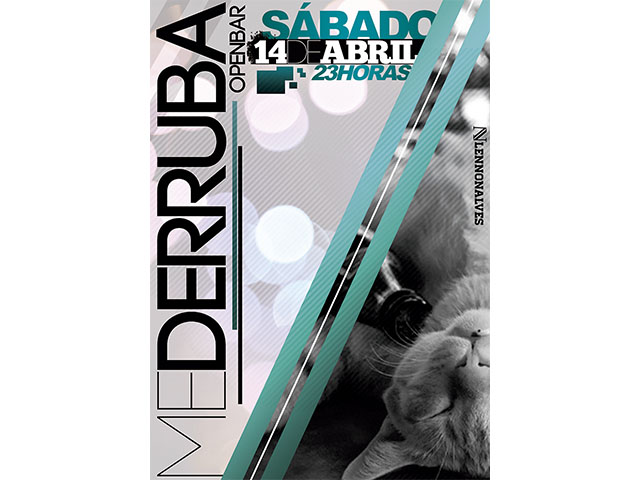 SÁBADO
14DEABRIL
23HORAS
MEDERRUBA
OPENBAR
LENNONALVES